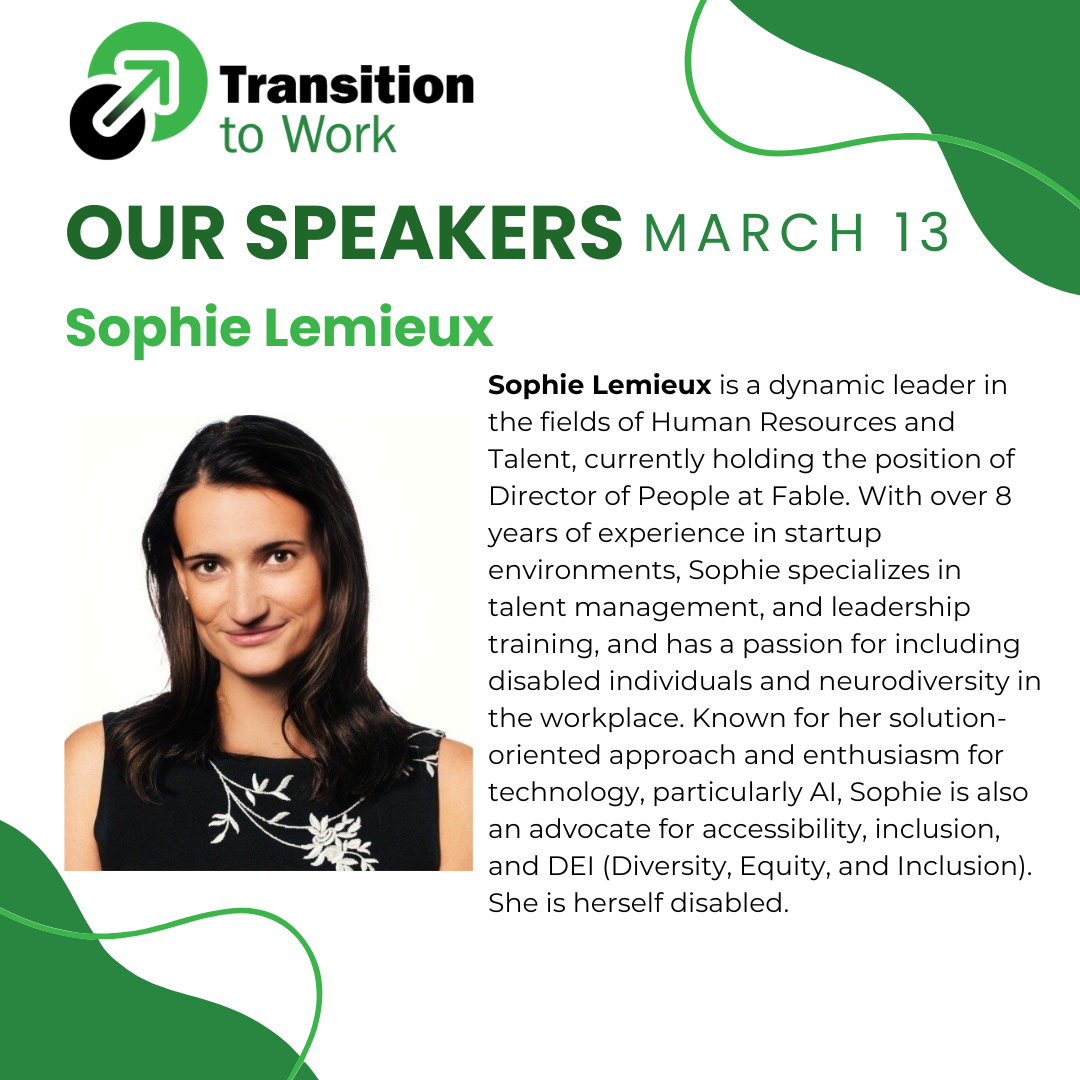 Transition
to Work
OUR SPEAKERS MARCH 13
Sophie Lemieux
Sophie Lemieux is a dynamic leader in
the fields of Human Resources and
Talent, currently holding the position of
Director of People at Fable. With over 8
years of experience in startup
environments, Sophie specializes in
talent management, and leadership
training, and has a passion for including
disabled individuals and neurodiversity in
the workplace. Known for her solution-
oriented approach and enthusiasm for
technology, particularly AI, Sophie is also
an advocate for accessibility, inclusion,
and DEI (Diversity, Equity, and Inclusion).
She is herself disabled.